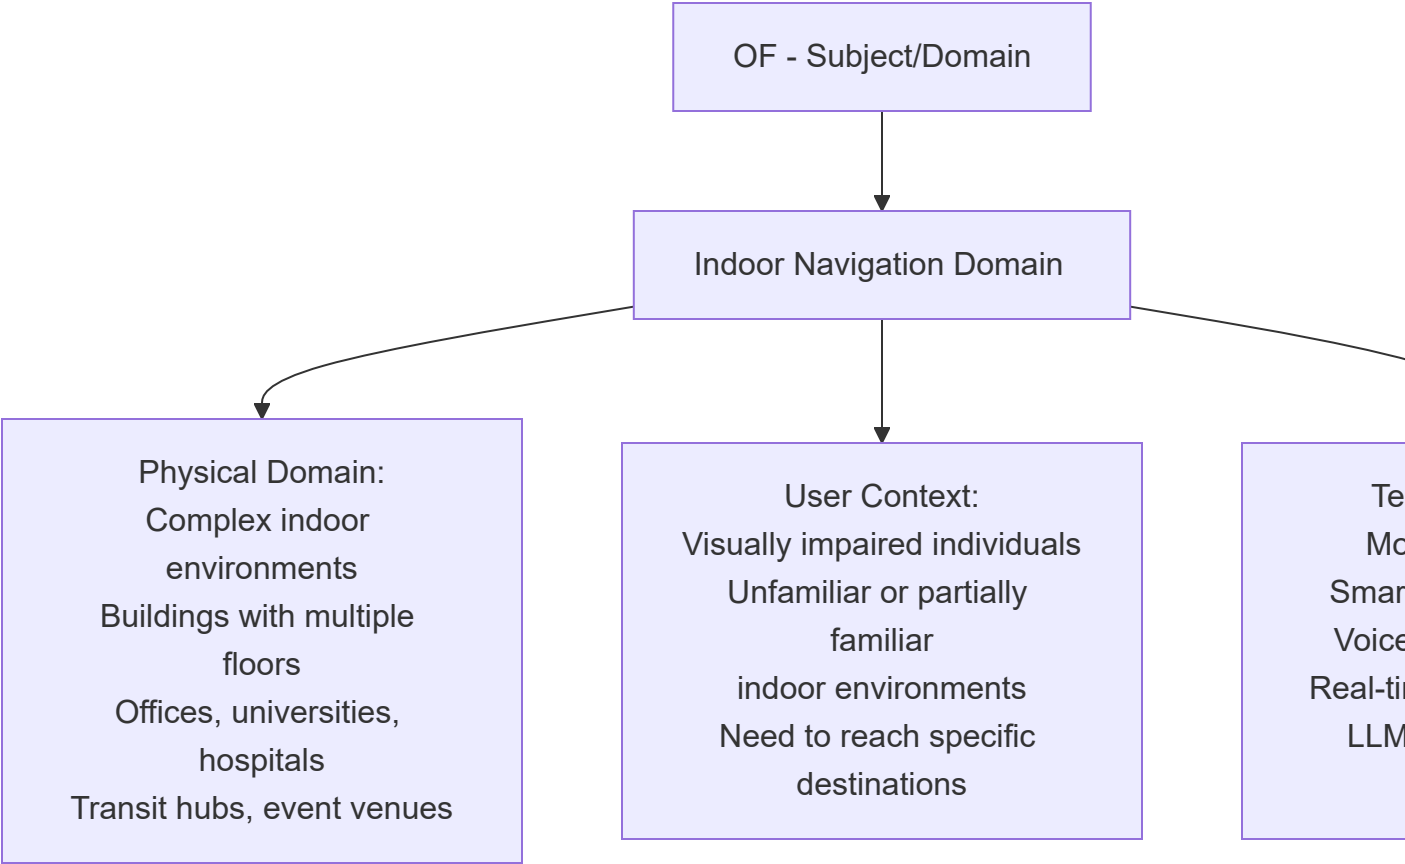 OF - Subject/Domain
Indoor Navigation Domain
Physical Domain:
Complex indoor
environments
Buildings with multiple
floors
Offices, universities,
hospitals
Transit hubs, event venues
User Context:
Visually impaired individuals
Unfamiliar or partially
familiar
indoor environments
Need to reach specific
destinations
Voice
LLM